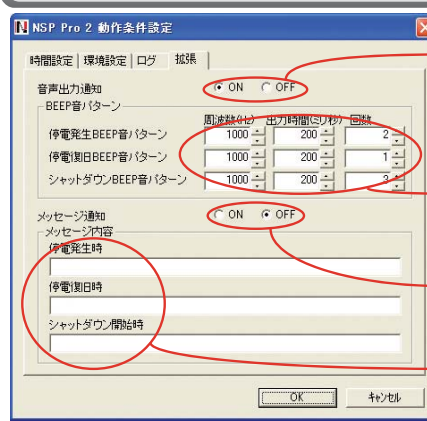 NSP Pro 2 動作条件設定
時間設定 環境設定 ログ 拡張
音声出力通知 ON OFF
BEEP音パターン
周波数(Hz) 出力時間(ミリ秒) 回数
停電発生BEEP音パターン 1000 200 2
停電復旧BEEP音パターン 1000 200 1
シャットダウンBEEP音パターン 1000 200 3
メッセージ通知 ON OFF
メッセージ内容
停電発生時
停電復旧時
シャットダウン開始時
OK キャンセル